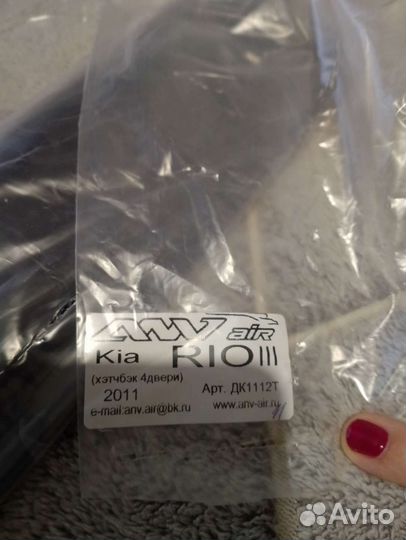 ANV air
Kia RIO III
(хэтчбэк 4двери)
2011 Арт. ДК1112Т
e-mail:anv.air@bk.ru www.anv-air.ru
Avito